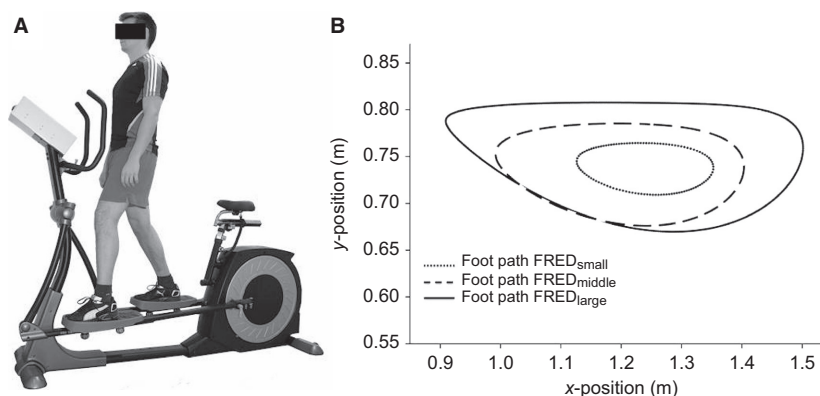 A
B
0.85
0.80
0.75
0.70
0.65
0.60
0.55
y-position (m)
Foot path FREDsmall
Foot path FREDmiddle
Foot path FREDlarge
0.9 1.0 1.1 1.2 1.3 1.4 1.5
x-position (m)